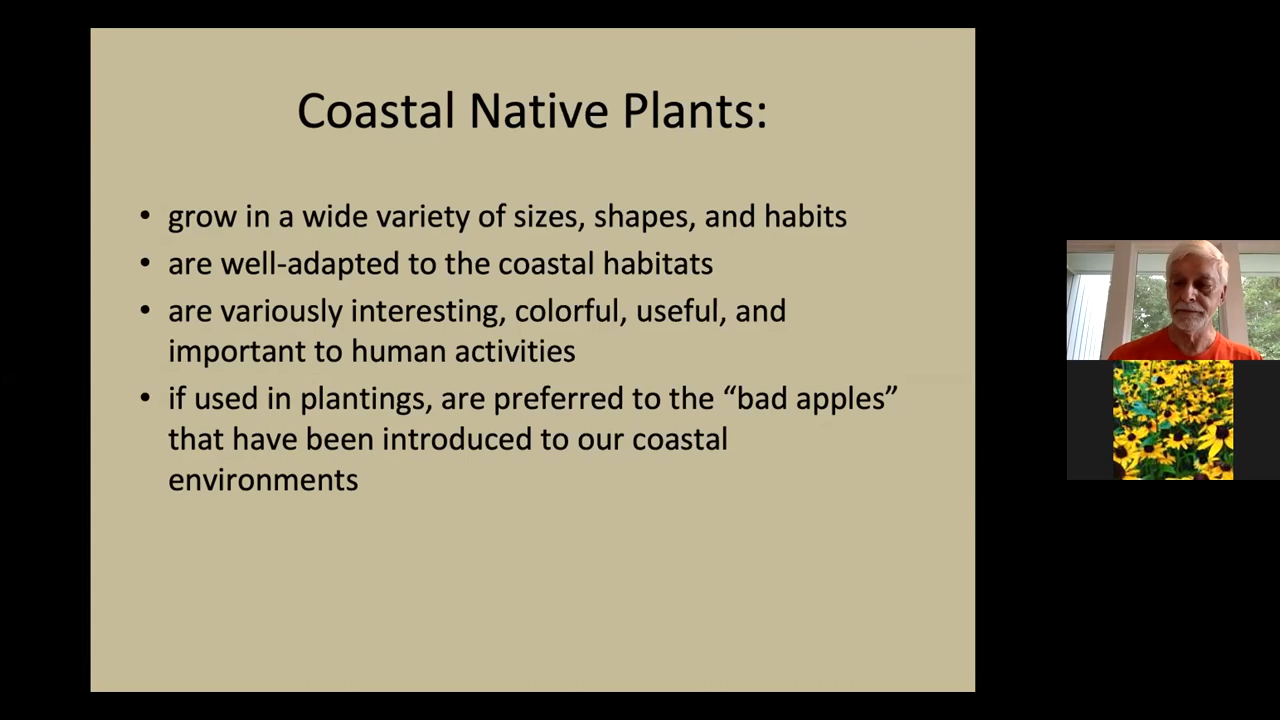 Coastal Native Plants:
• grow in a wide variety of sizes, shapes, and habits
• are well-adapted to the coastal habitats
• are variously interesting, colorful, useful, and
important to human activities
• if used in plantings, are preferred to the “bad apples”
that have been introduced to our coastal
environments